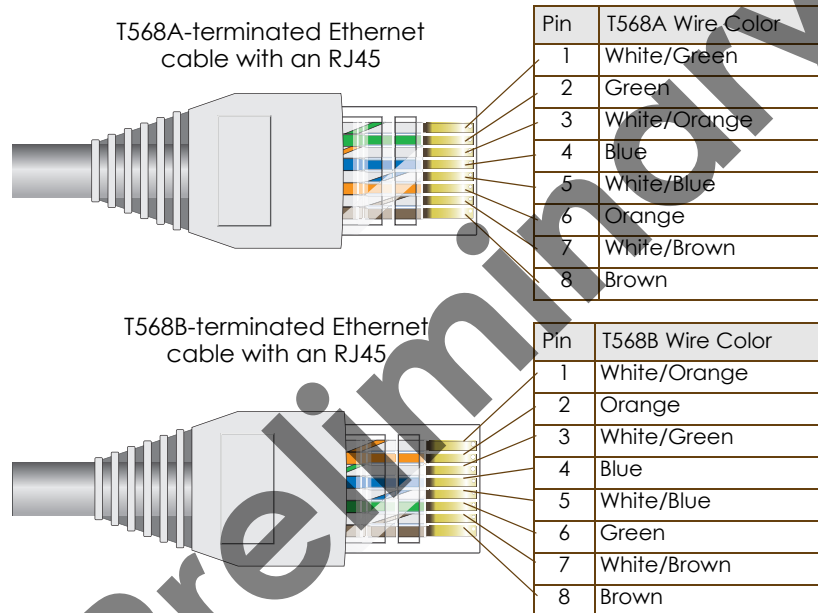 T568A-terminated Ethernet
cable with an RJ45
Pin T568A Wire Color
1 White/Green
2 Green
3 White/Orange
4 Blue
5 White/Blue
6 Orange
7 White/Brown
8 Brown
T568B-terminated Ethernet
cable with an RJ45
Pin T568B Wire Color
1 White/Orange
2 Orange
3 White/Green
4 Blue
5 White/Blue
6 Green
7 White/Brown
8 Brown
Preliminary